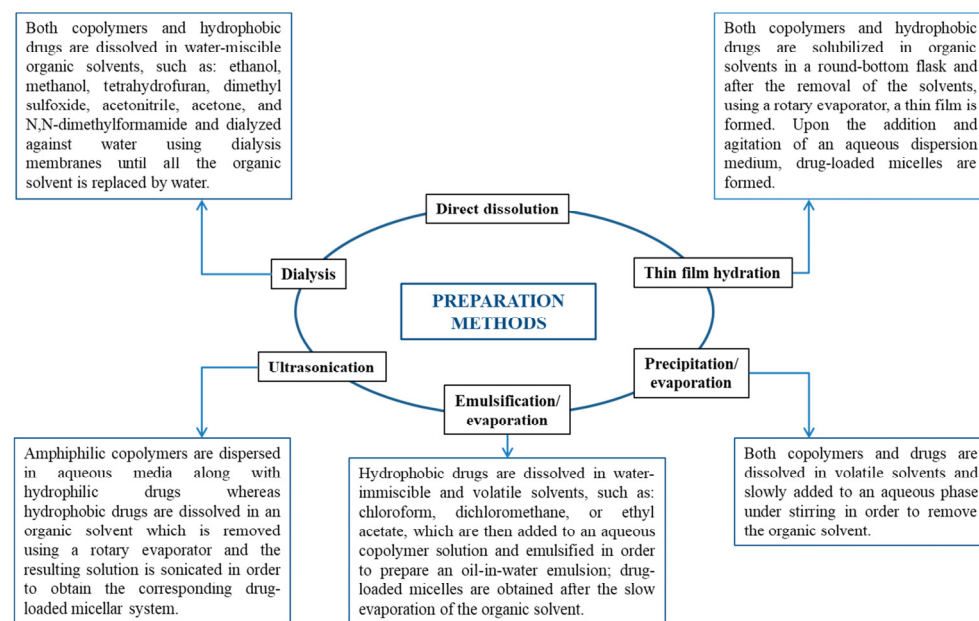 Both copolymers and hydrophobic
drugs are dissolved in water-miscible
organic solvents, such as: ethanol,
methanol, tetrahydrofuran, dimethyl
sulfoxide, acetonitrile, acetone, and
N,N-dimethylformamide and dialyzed
against water using dialysis
membranes until all the organic
solvent is replaced by water.
Both copolymers and hydrophobic
drugs are solubilized in organic
solvents in a round-bottom flask and
after the removal of the solvents,
using a rotary evaporator, a thin film is
formed. Upon the addition and
agitation of an aqueous dispersion
medium, drug-loaded micelles are
formed.
Direct dissolution
Dialysis
Thin film hydration
PREPARATION
METHODS
Ultrasonication
Precipitation/
evaporation
Emulsification/
evaporation
Amphiphilic copolymers are dispersed
in aqueous media along with
hydrophilic drugs whereas
hydrophobic drugs are dissolved in an
organic solvent which is removed
using a rotary evaporator and the
resulting solution is sonicated in order
to obtain the corresponding drug-
loaded micellar system.
Hydrophobic drugs are dissolved in water-
immiscible and volatile solvents, such as:
chloroform, dichloromethane, or ethyl
acetate, which are then added to an aqueous
copolymer solution and emulsified in order
to prepare an oil-in-water emulsion; drug-
loaded micelles are obtained after the slow
evaporation of the organic solvent.
Both copolymers and drugs are
dissolved in volatile solvents and
slowly added to an aqueous phase
under stirring in order to remove
the organic solvent.